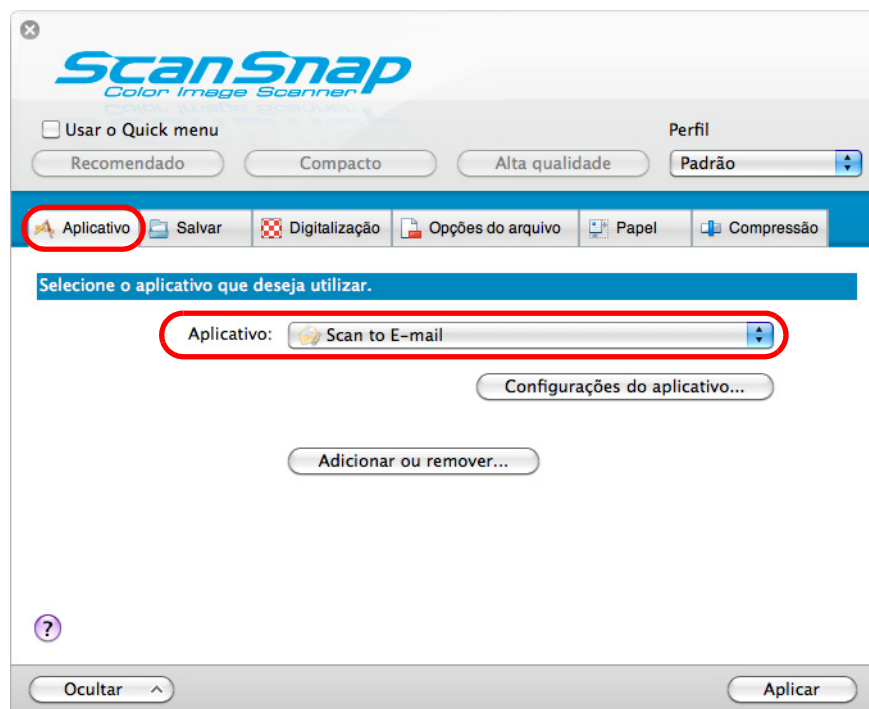 ScanSnap
Color Image Scanner
Usar o Quick menu
Perfil
Recomendado Compacto Alta qualidade Padrão
Aplicativo Salvar Digitalização Opções do arquivo Papel Compressão
Selecione o aplicativo que deseja utilizar.
Aplicativo: Scan to E-mail
Configurações do aplicativo...
Adicionar ou remover...
?
Ocultar Aplicar